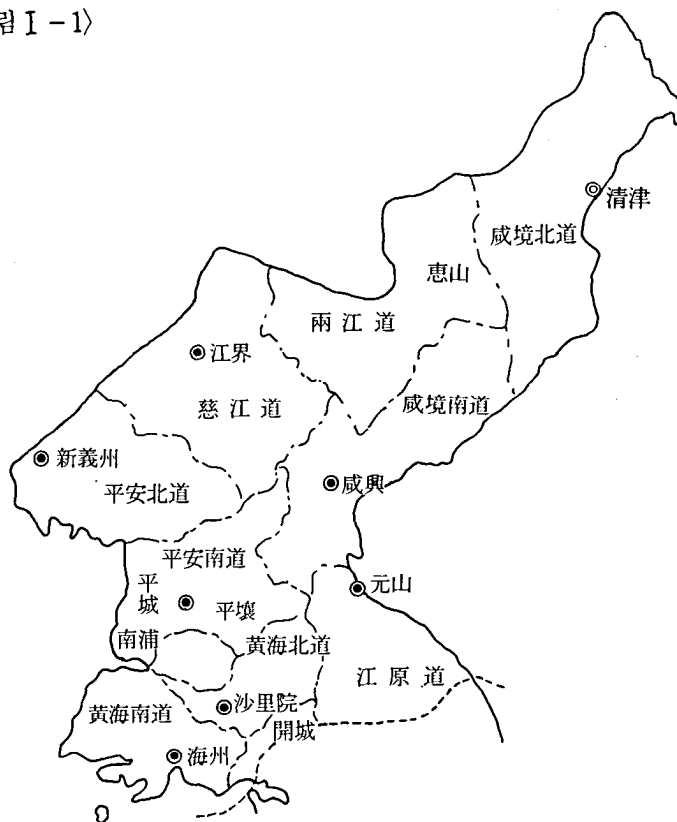 림 I-1〉
清津
咸境北道
恵山
兩江道
江界
咸境南道
慈江道
新義州
咸興
平安北道
平安南道
元山
平城
平壤
南浦
黃海北道
江原道
沙里院
黃海南道
開城
海州